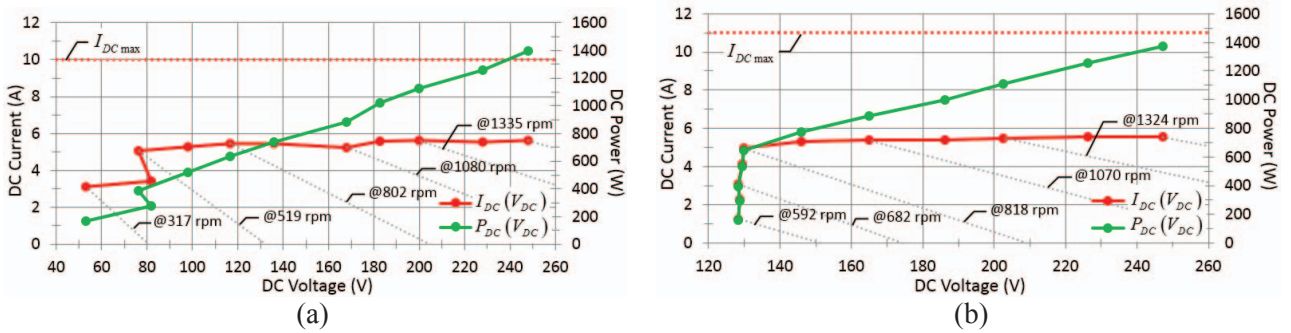 12
10
8
6
4
2
0
DC Current (A)
I_DC max
@1335 rpm
@1080 rpm
@802 rpm
@519 rpm
@317 rpm
I_DC (V_DC)
P_DC (V_DC)
1600
1400
1200
1000
800
600
400
200
0
DC Power (W)
40 60 80 100 120 140 160 180 200 220 240 260
DC Voltage (V)
(a)
12
10
8
6
4
2
0
DC Current (A)
I_DC max
@1324 rpm
@1070 rpm
@818 rpm
@682 rpm
@592 rpm
I_DC (V_DC)
P_DC (V_DC)
1600
1400
1200
1000
800
600
400
200
0
DC Power (W)
120 140 160 180 200 220 240 260
DC Voltage (V)
(b)